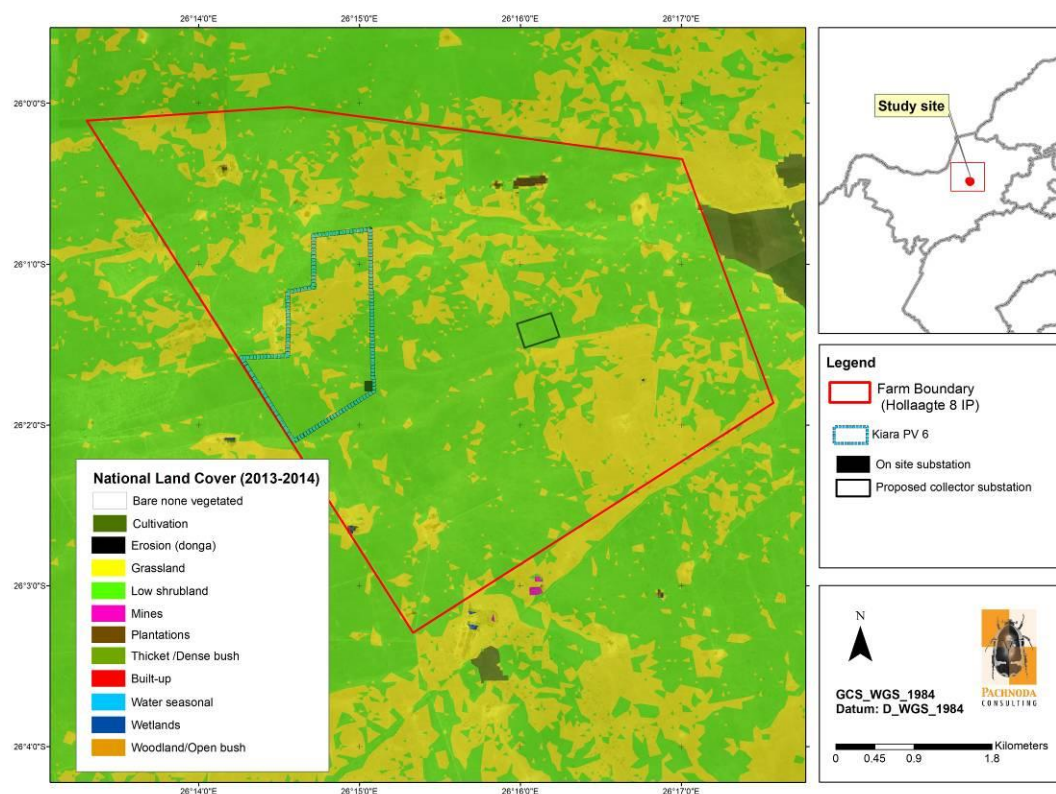 26°14'0"E
26°15'0"E
26°16'0"E
26°17'0"E
26°0'0"S
26°1'0"S
26°2'0"S
26°3'0"S
26°4'0"S
National Land Cover (2013-2014)
Bare none vegetated
Cultivation
Erosion (donga)
Grassland
Low shrubland
Mines
Plantations
Thicket /Dense bush
Built-up
Water seasonal
Wetlands
Woodland/Open bush
26°14'0"E
26°15'0"E
26°16'0"E
26°17'0"E
Study site
Legend
Farm Boundary
(Hollaagte 8 IP)
Kiara PV 6
On site substation
Proposed collector substation
N
GCS_WGS_1984
Datum: D_WGS_1984
PACHNODA
CONSULTING
Kilometers
0 0.45 0.9 1.8